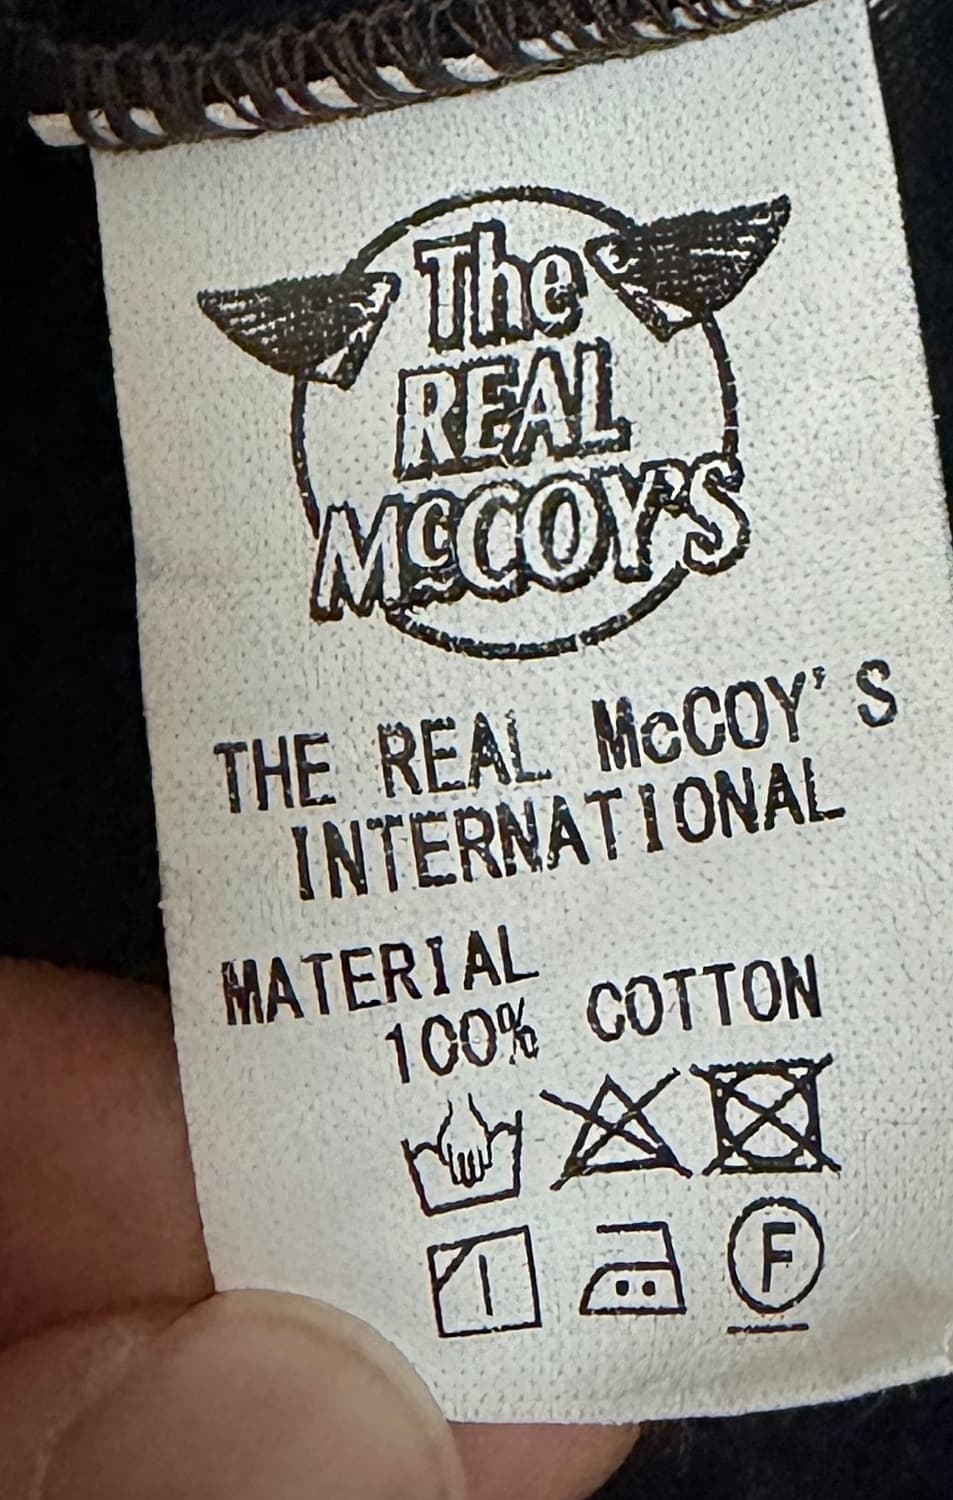 The
REAL
McCOY'S
THE REAL McCOY'S
INTERNATIONAL
MATERIAL
100% COTTON
F